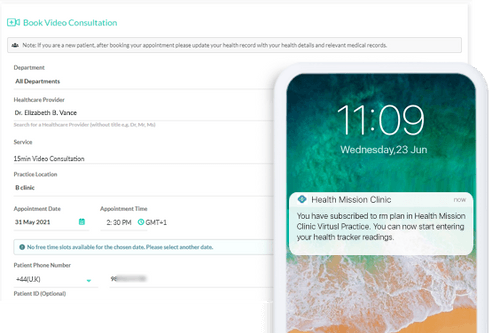 Book Video Consultation
Note: If you are a new patient, after booking your appointment please update your health record with your health details and relevant medical records.
Department
All Departments
Healthcare Provider
Dr. Elizabeth B. Vance
Search for a Healthcare Provider (without title e.g. Dr, Mr, Ms)
Service
15min Video Consultation
Practice Location
B clinic
Appointment Date
Appointment Time
31 May 2021
2: 30 PM
GMT+1
No free time slots available for the chosen date. Please select another date.
Patient Phone Number
+44(U.K)
Patient ID (Optional)
11:09
Wednesday,23 Jun
Health Mission Clinic
now
You have subscribed to rm plan in Health Mission
Clinic Virtusl Practice. You can now start entering
your health tracker readings.